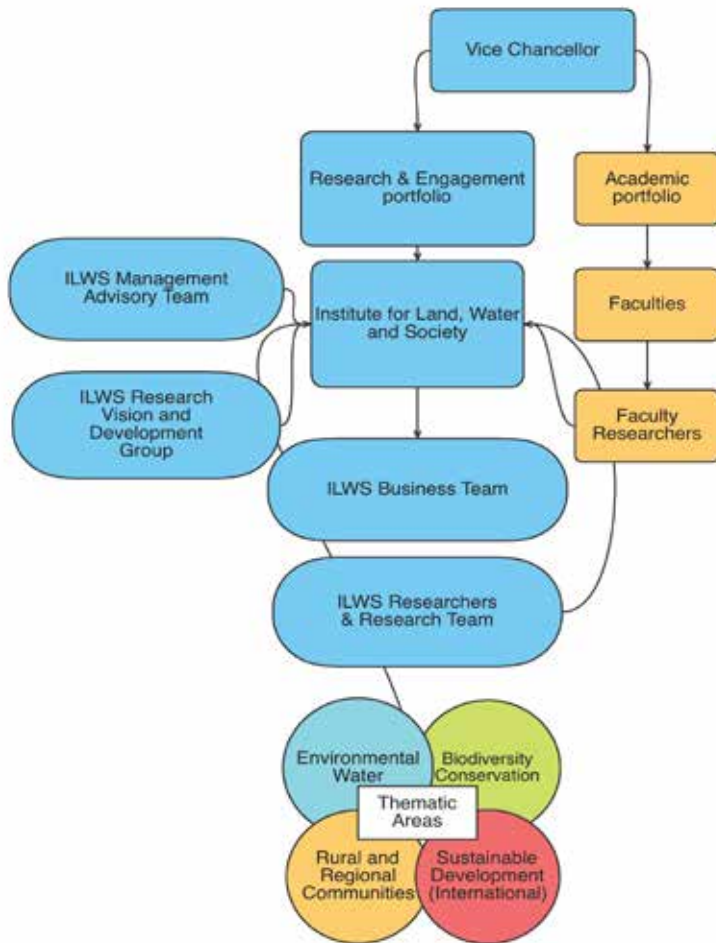 Vice Chancellor
Research & Engagement
portfolio
Academic
portfolio
ILWS Management
Advisory Team
Institute for Land, Water
and Society
Faculties
ILWS Research
Vision and
Development
Group
Faculty
Researchers
ILWS Business Team
ILWS Researchers
& Research Team
Environmental
Water
Biodiversity
Conservation
Thematic
Areas
Rural and
Regional
Communities
Sustainable
Development
(International)